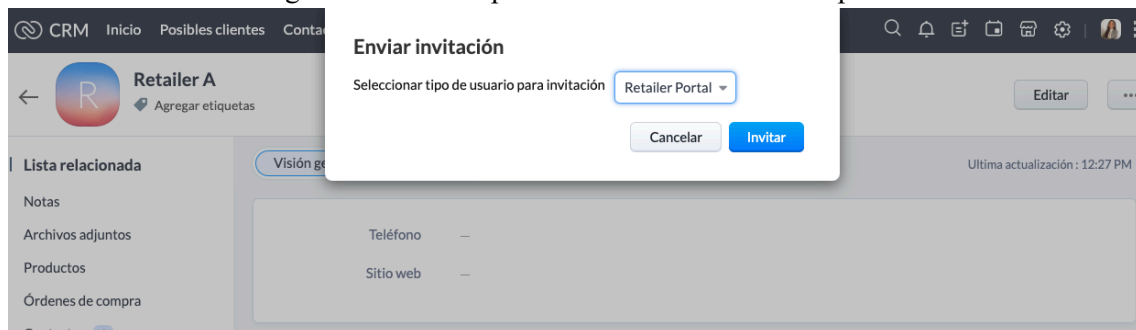 CRM Inicio Posibles clientes
Enviar invitación
Seleccionar tipo de usuario para invitación Retailer Portal
Cancelar Invitar
R
Retailer A
Agregar etiquetas
Editar
Lista relacionada
Visión
Ultima actualización : 12:27 PM
Notas
Archivos adjuntos
Teléfono —
Productos
Sitio web —
Órdenes de compra